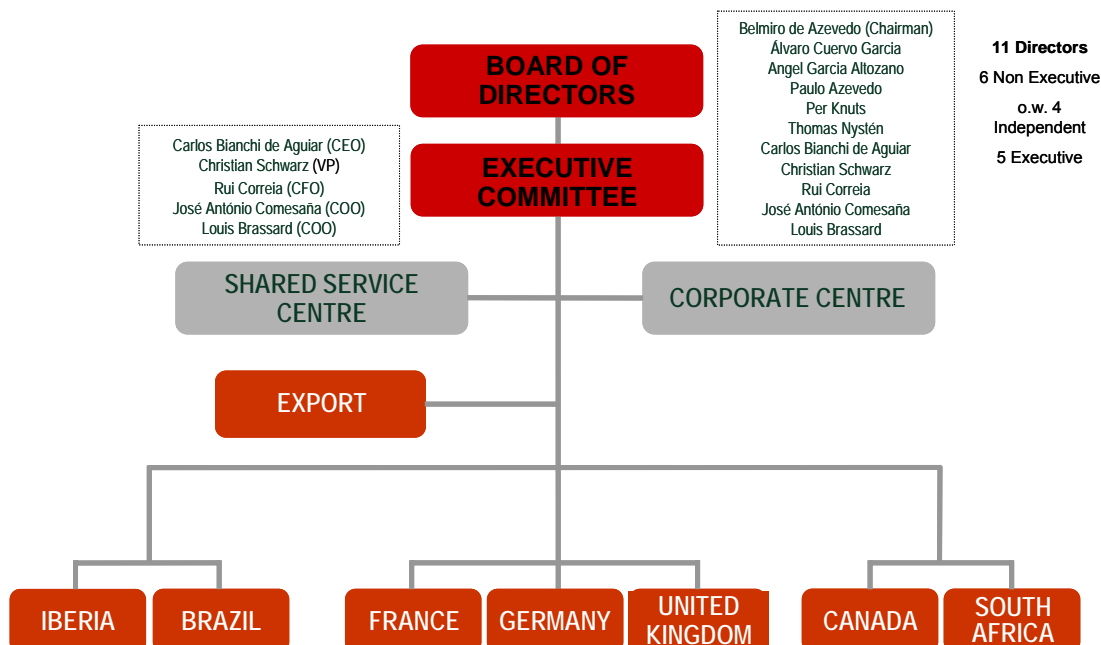 BOARD OF
DIRECTORS
Belmiro de Azevedo (Chairman)
Álvaro Cuervo Garcia
Angel Garcia Altozano
Paulo Azevedo
Per Knuts
Thomas Nystén
Carlos Bianchi de Aguiar
Christian Schwarz
Rui Correia
José António Comesaña
Louis Brassard
11 Directors
6 Non Executive
o.w. 4
Independent
5 Executive
Carlos Bianchi de Aguiar (CEO)
Christian Schwarz (VP)
Rui Correia (CFO)
José António Comesaña (COO)
Louis Brassard (COO)
EXECUTIVE
COMMITTEE
SHARED SERVICE
CENTRE
CORPORATE CENTRE
EXPORT
IBERIA
BRAZIL
FRANCE
GERMANY
UNITED
KINGDOM
CANADA
SOUTH
AFRICA